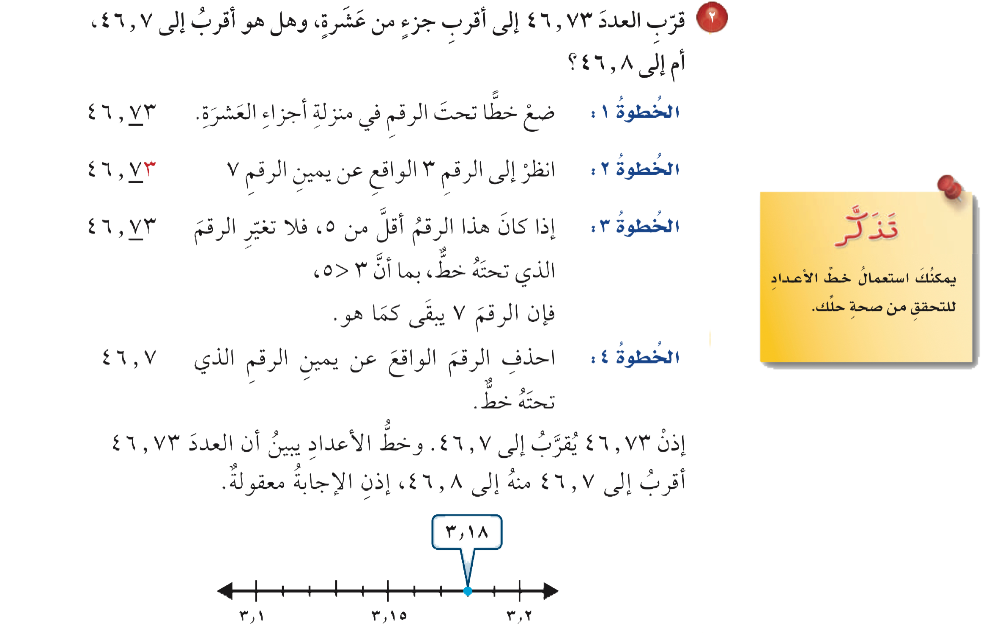 ٢
قرّبِ العددَ ٤٦,٧٣ إلى أقربِ جزءٍ من عَشَرةٍ، وهل هو أقربُ إلى ٤٦,٧،
أم إلى ٤٦,٨؟
الخُطوةُ ١: ضعْ خطًّا تحتَ الرقمِ في منزلةِ أجزاءِ العَشرَةِ. ٤٦,٧٣
الخُطوةُ ٢: انظرْ إلى الرقمِ ٣ الواقعِ عن يمينِ الرقمِ ٧ ٤٦,٧٣
الخُطوةُ ٣: إذا كانَ هذا الرقمُ أقلَّ من ٥، فلا تغيّرِ الرقمَ ٤٦,٧٣
الذي تحتَهُ خطٌّ، بما أنَّ ٣ < ٥،
فإن الرقمَ ٧ يبقَى كمَا هو.
الخُطوةُ ٤: احذفِ الرقمَ الواقعَ عن يمينِ الرقمِ الذي ٤٦,٧
تحتَهُ خطٌّ.
إذنْ ٤٦,٧٣ يُقرَّبُ إلى ٤٦,٧. وخطُّ الأعدادِ يبينُ أن العددَ ٤٦,٧٣
أقربُ إلى ٤٦,٧ منهُ إلى ٤٦,٨، إذنِ الإجابةُ معقولةٌ.
تَذَكَّر
يمكنُكَ استعمالُ خطِّ الأعدادِ
للتحققِ من صحةِ حلِّك.
٣,١٨
٣,١ ٣,١٥ ٣,٢